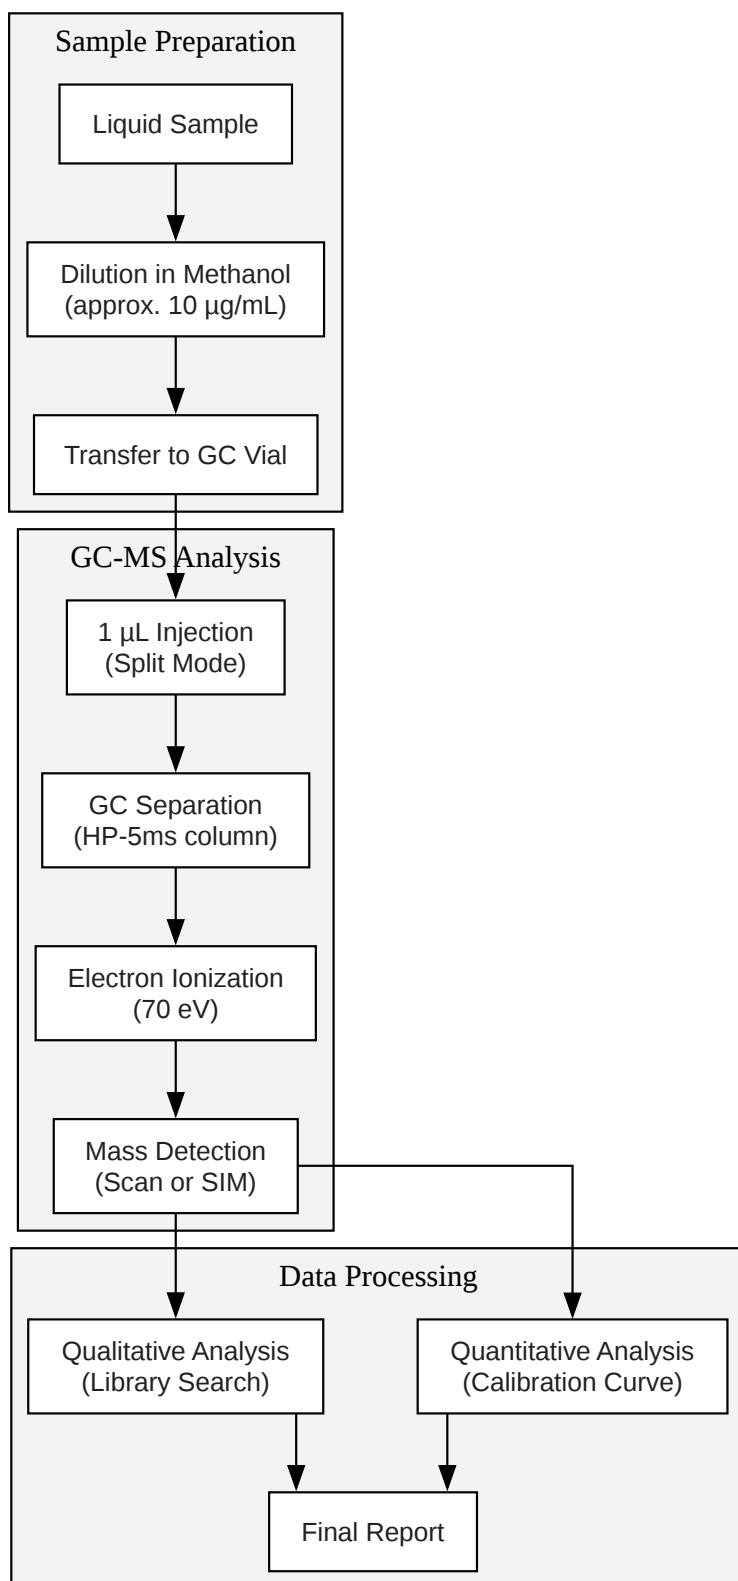 Sample Preparation
Liquid Sample
Dilution in Methanol
(approx. 10 µg/mL)
Transfer to GC Vial
GC-MS Analysis
1 µL Injection
(Split Mode)
GC Separation
(HP-5ms column)
Electron Ionization
(70 eV)
Mass Detection
(Scan or SIM)
Data Processing
Qualitative Analysis
(Library Search)
Quantitative Analysis
(Calibration Curve)
Final Report